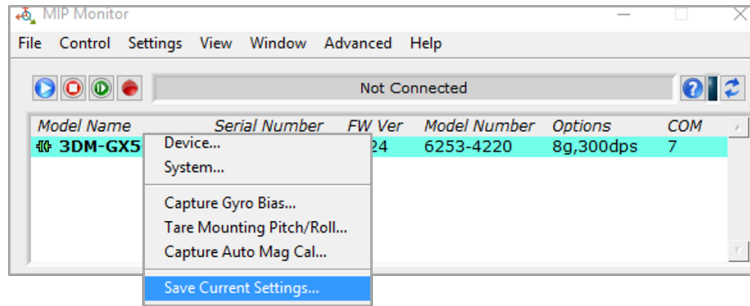 MIP Monitor
File Control Settings View Window Advanced Help
Not Connected
Model Name Serial Number FW Ver Model Number Options COM
3DM-GX5 24 6253-4220 8g,300dps 7
Device...
System...
Capture Gyro Bias...
Tare Mounting Pitch/Roll...
Capture Auto Mag Cal...
Save Current Settings...